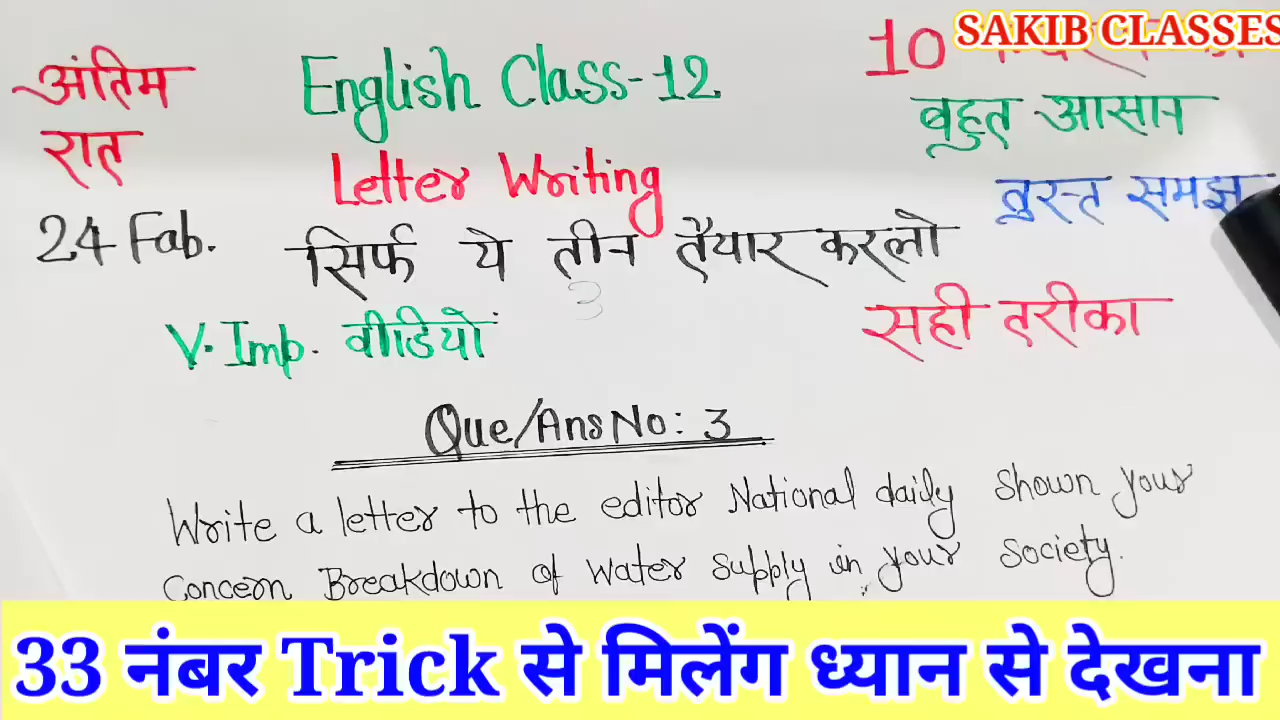 SAKIB CLASSES
अंतिम
रात
24 Fab.
English Class-12
Letter Writing
सिर्फ ये तीन तैयार करलो
3
10
बहुत आसान
तुरन्त समझ
सही तरीका
V. Imp. वीडियों
Que/Ans No: 3
Write a letter to the editor National daily shown your
concern Breakdown of water supply in your society.
33 नंबर Trick से मिलेंग ध्यान से देखना